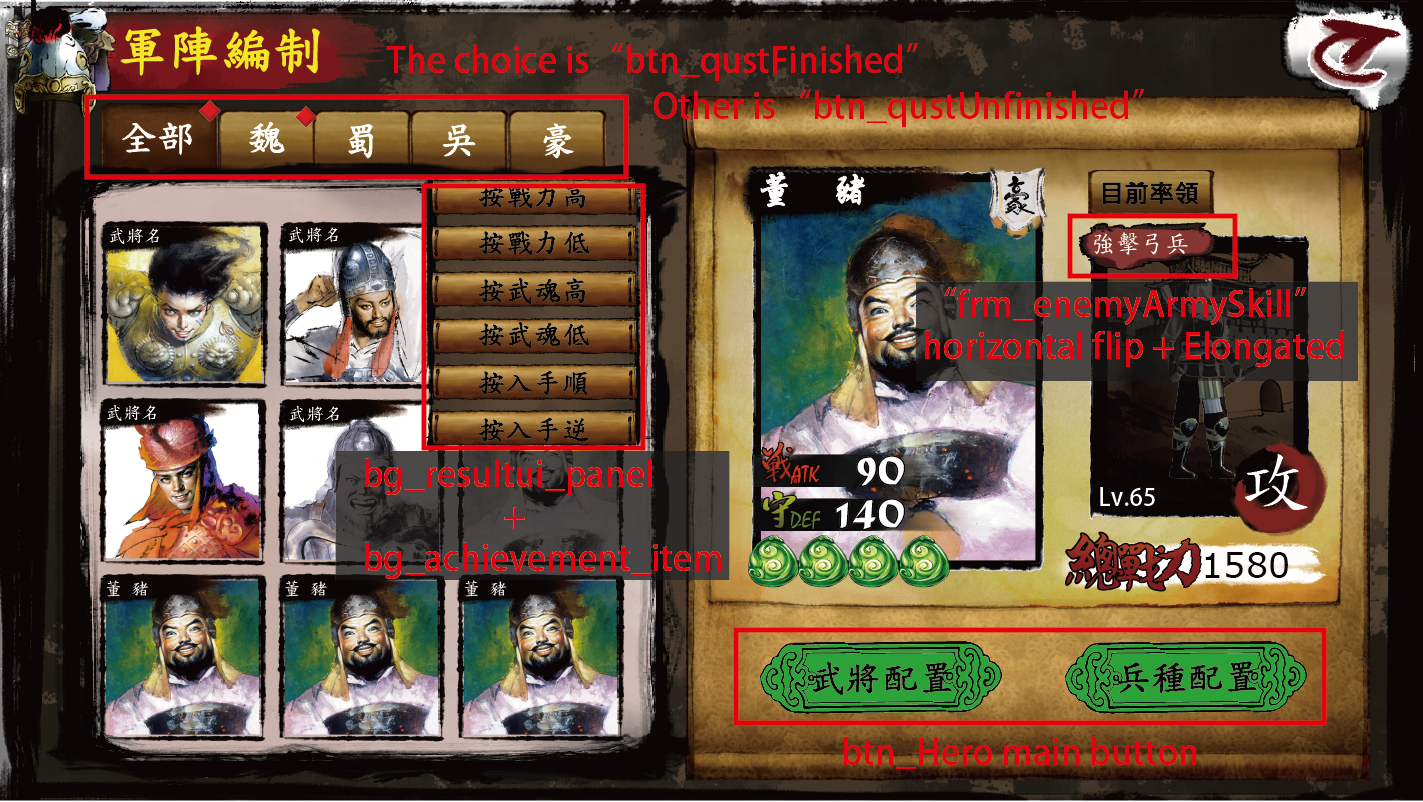 軍陣編制
The choice is “btn_qustFinished”
Other is “btn_qustUnfinished”
全部 魏 蜀 吳 豪
按戰力高
按戰力低
按武魂高
按武魂低
按入手順
按入手逆
武將名 武將名
武將名 武將名
bg_resultui_panel
+
bg_achievement_item
董 豬 董 豬 董 豬
董 豬
豪
目前率領
強擊弓兵
“frm_enemyArmySkill”
horizontal flip + Elongated
戰ATK 90
守DEF 140
Lv.65
攻
總戰力 1580
武將配置 兵種配置
btn_Hero main button